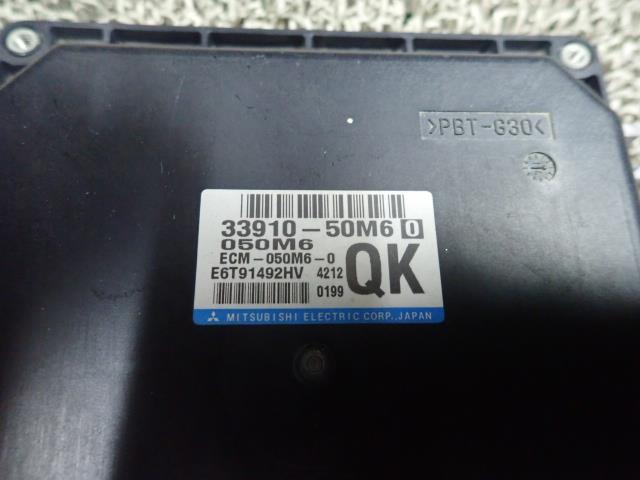 >PBT-G30<
33910-50M6 0
050M6
ECM-050M6-0
E6T91492HV 4212
0199
QK
MITSUBISHI ELECTRIC CORP., JAPAN